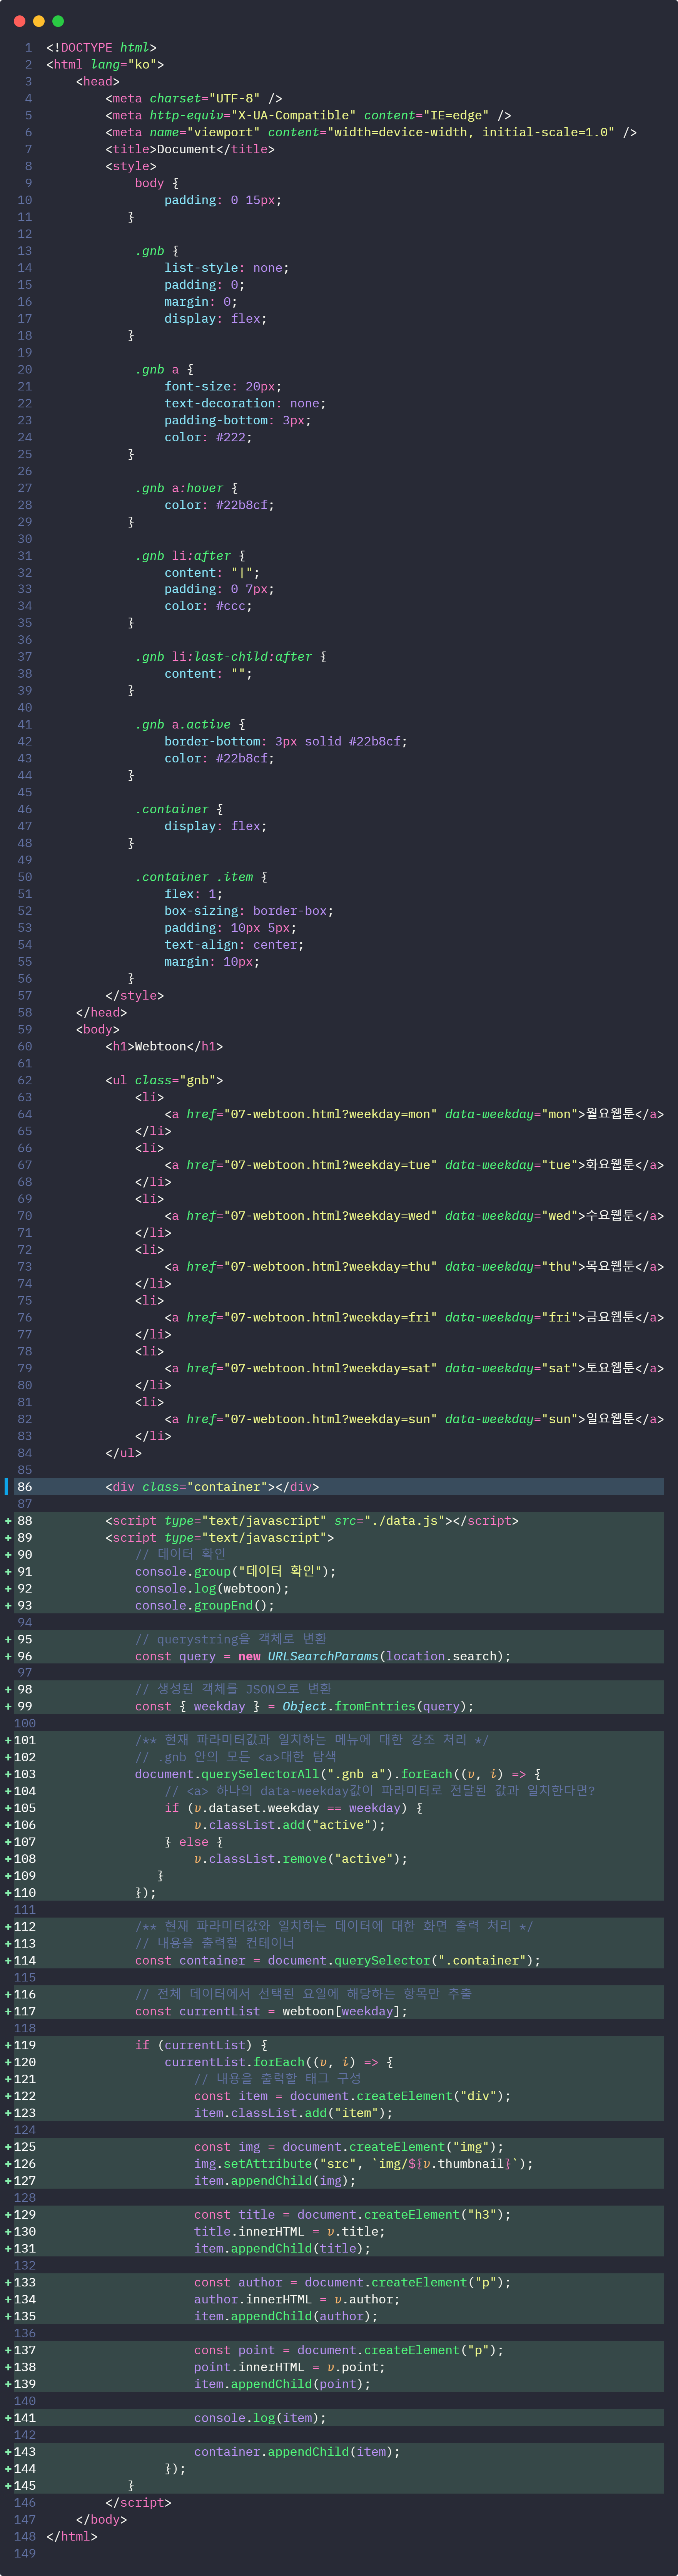 1 <!DOCTYPE html>
2 <html lang="ko">
3     <head>
4         <meta charset="UTF-8" />
5         <meta http-equiv="X-UA-Compatible" content="IE=edge" />
6         <meta name="viewport" content="width=device-width, initial-scale=1.0" />
7         <title>Document</title>
8         <style>
9             body {
10                 padding: 0 15px;
11            }
12
13             .gnb {
14                 list-style: none;
15                 padding: 0;
16                 margin: 0;
17                 display: flex;
18            }
19
20             .gnb a {
21                 font-size: 20px;
22                 text-decoration: none;
23                 padding-bottom: 3px;
24                 color: #222;
25            }
26
27             .gnb a:hover {
28                 color: #22b8cf;
29            }
30
31             .gnb li:after {
32                 content: "|";
33                 padding: 0 7px;
34                 color: #ccc;
35            }
36
37             .gnb li:last-child:after {
38                 content: "";
39            }
40
41             .gnb a.active {
42                 border-bottom: 3px solid #22b8cf;
43                 color: #22b8cf;
44            }
45
46             .container {
47                 display: flex;
48            }
49
50             .container .item {
51                 flex: 1;
52                 box-sizing: border-box;
53                 padding: 10px 5px;
54                 text-align: center;
55                 margin: 10px;
56            }
57         </style>
58     </head>
59     <body>
60         <h1>Webtoon</h1>
61
62         <ul class="gnb">
63             <li>
64                 <a href="07-webtoon.html?weekday=mon" data-weekday="mon">월요웹툰</a>
65             </li>
66             <li>
67                 <a href="07-webtoon.html?weekday=tue" data-weekday="tue">화요웹툰</a>
68             </li>
69             <li>
70                 <a href="07-webtoon.html?weekday=wed" data-weekday="wed">수요웹툰</a>
71             </li>
72             <li>
73                 <a href="07-webtoon.html?weekday=thu" data-weekday="thu">목요웹툰</a>
74             </li>
75             <li>
76                 <a href="07-webtoon.html?weekday=fri" data-weekday="fri">금요웹툰</a>
77             </li>
78             <li>
79                 <a href="07-webtoon.html?weekday=sat" data-weekday="sat">토요웹툰</a>
80             </li>
81             <li>
82                 <a href="07-webtoon.html?weekday=sun" data-weekday="sun">일요웹툰</a>
83             </li>
84         </ul>
85
86         <div class="container"></div>
87
+ 88         <script type="text/javascript" src="./data.js"></script>
+ 89         <script type="text/javascript">
+ 90             // 데이터 확인
+ 91             console.group("데이터 확인");
+ 92             console.log(webtoon);
+ 93             console.groupEnd();
94
+ 95             // querystring을 객체로 변환
+ 96             const query = new URLSearchParams(location.search);
97
+ 98             // 생성된 객체를 JSON으로 변환
+ 99             const { weekday } = Object.fromEntries(query);
100
+101             /** 현재 파라미터값과 일치하는 메뉴에 대한 강조 처리 */
+102             // .gnb 안의 모든 <a>대한 탐색
+103             document.querySelectorAll(".gnb a").forEach((v, i) => {
+104                 // <a> 하나의 data-weekday값이 파라미터로 전달된 값과 일치한다면?
+105                 if (v.dataset.weekday == weekday) {
+106                     v.classList.add("active");
+107                 } else {
+108                     v.classList.remove("active");
+109                }
+110             });
111
+112             /** 현재 파라미터값와 일치하는 데이터에 대한 화면 출력 처리 */
+113             // 내용을 출력할 컨테이너
+114             const container = document.querySelector(".container");
115
+116             // 전체 데이터에서 선택된 요일에 해당하는 항목만 추출
+117             const currentList = webtoon[weekday];
118
+119             if (currentList) {
+120                 currentList.forEach((v, i) => {
+121                     // 내용을 출력할 태그 구성
+122                     const item = document.createElement("div");
+123                     item.classList.add("item");
124
+125                     const img = document.createElement("img");
+126                     img.setAttribute("src", `img/${v.thumbnail}`);
+127                     item.appendChild(img);
128
+129                     const title = document.createElement("h3");
+130                     title.innerHTML = v.title;
+131                     item.appendChild(title);
132
+133                     const author = document.createElement("p");
+134                     author.innerHTML = v.author;
+135                     item.appendChild(author);
136
+137                     const point = document.createElement("p");
+138                     point.innerHTML = v.point;
+139                     item.appendChild(point);
140
+141                     console.log(item);
142
+143                     container.appendChild(item);
+144                 });
+145            }
146         </script>
147     </body>
148 </html>
149